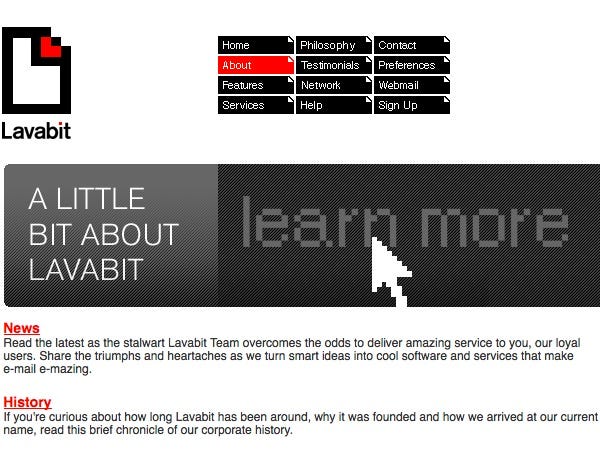 Lavabit
Home Philosophy Contact
About Testimonials Preferences
Features Network Webmail
Services Help Sign Up
A LITTLE
BIT ABOUT
LAVABIT
learn more
News
Read the latest as the stalwart Lavabit Team overcomes the odds to deliver amazing service to you, our loyal
users. Share the triumphs and heartaches as we turn smart ideas into cool software and services that make
e-mail e-mazing.
History
If you're curious about how long Lavabit has been around, why it was founded and how we arrived at our current
name, read this brief chronicle of our corporate history.